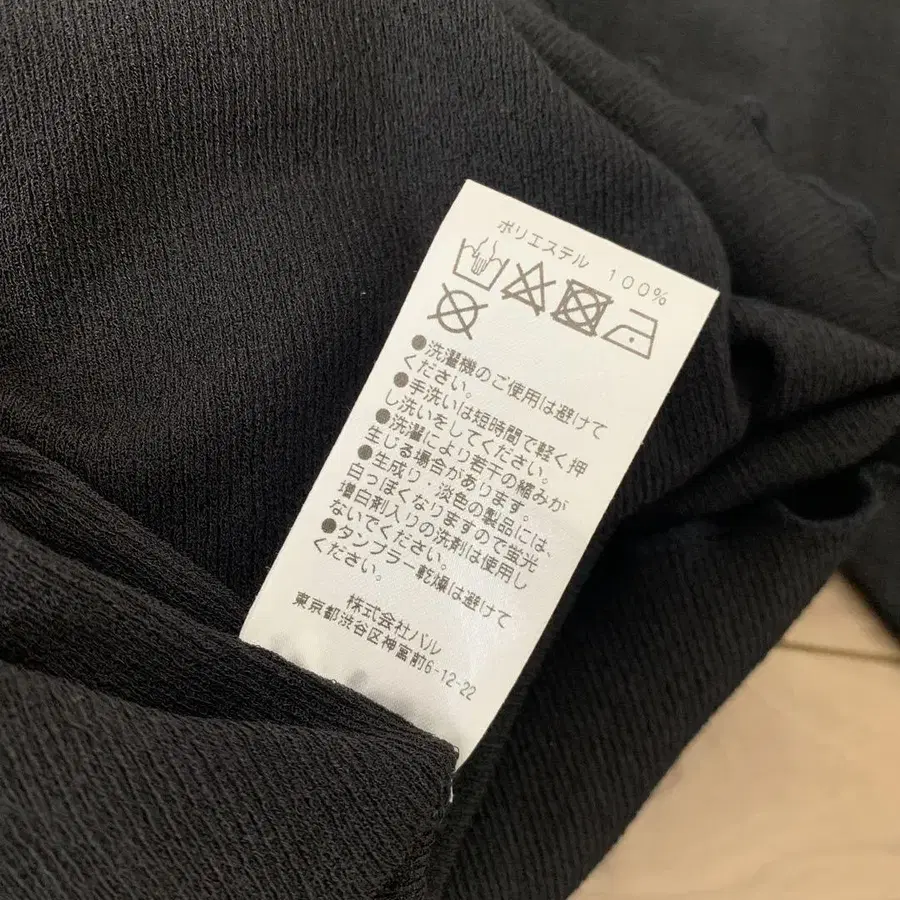 ポリエステル 100%
●洗濯機のご使用は避けて
ください。
●手洗いは短時間で軽く押
し洗いをしてください。
●洗濯により若干の縮みが
生じる場合があります。
●生成り、淡色の製品には、
白っぽくなりますので蛍光
増白剤入りの洗剤は使用し
ないでください。
●タンブラー乾燥は避けて
ください。
株式会社パル
東京都渋谷区神宮前6-12-22